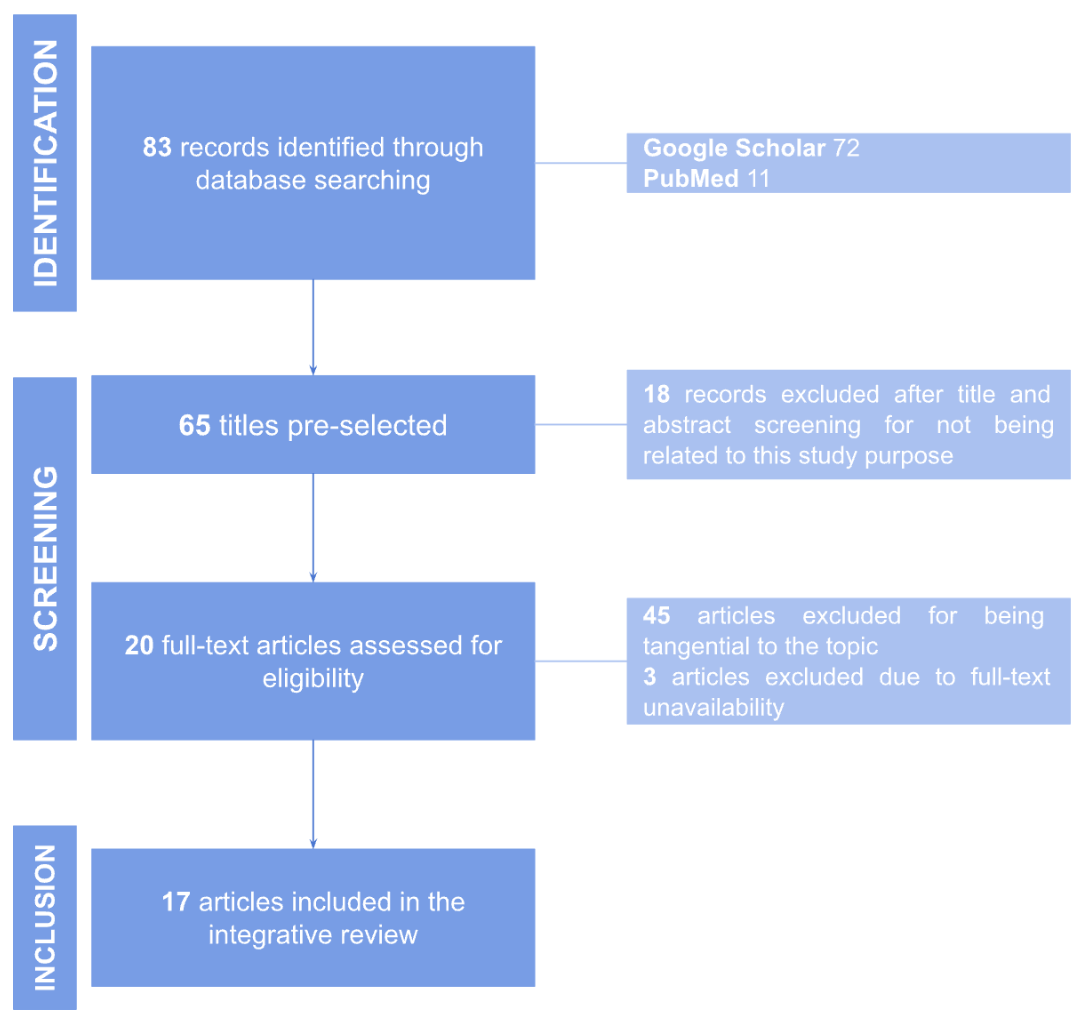 IDENTIFICATION
83 records identified through
database searching
Google Scholar 72
PubMed 11
SCREENING
65 titles pre-selected
18 records excluded after title and
abstract screening for not being
related to this study purpose
20 full-text articles assessed for
eligibility
45 articles excluded for being
tangential to the topic
3 articles excluded due to full-text
unavailability
INCLUSION
17 articles included in the
integrative review